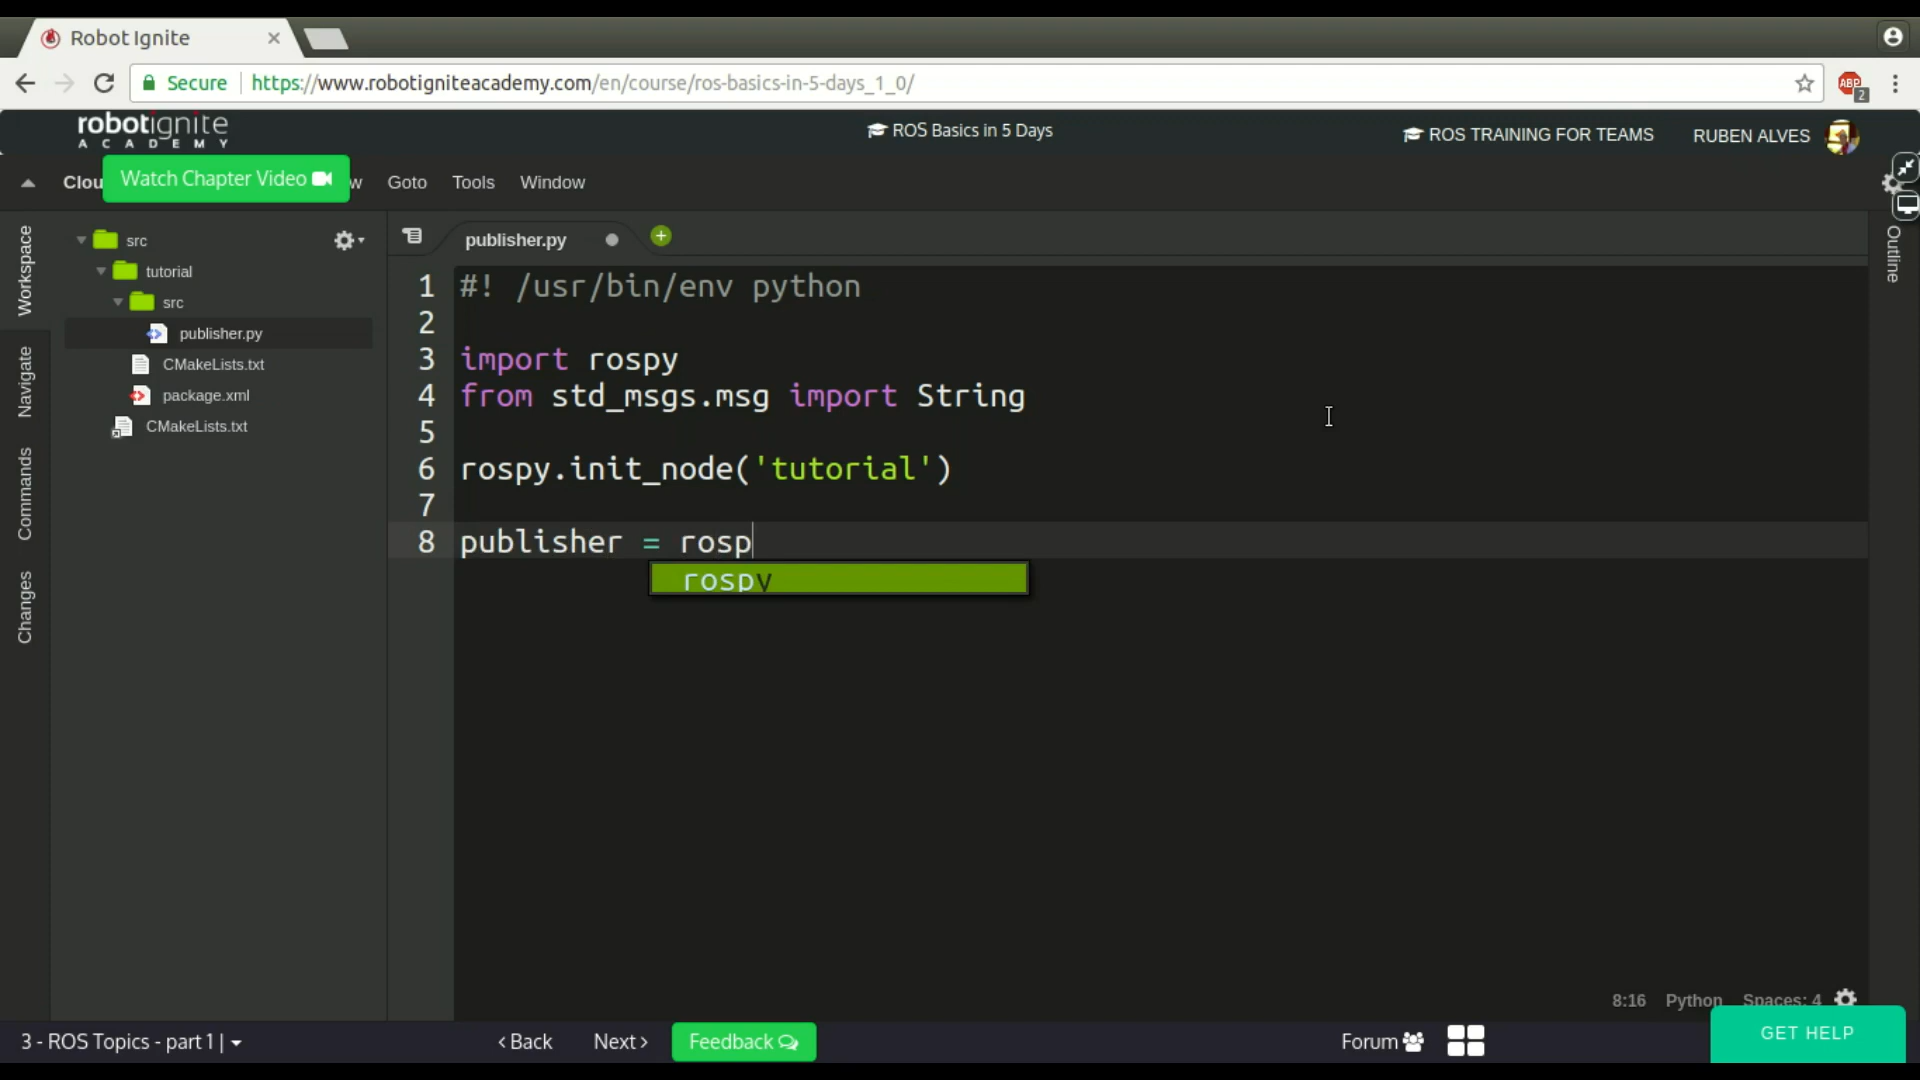 Robot Ignite
Secure https://www.robotigniteacademy.com/en/course/ros-basics-in-5-days_1_0/
ABP 2
robotignite
ACADEMY
ROS Basics in 5 Days
ROS TRAINING FOR TEAMS
RUBEN ALVES
Clou
Watch Chapter Video
w Goto Tools Window
Workspace
Navigate
Commands
Changes
src
tutorial
src
publisher.py
CMakeLists.txt
package.xml
CMakeLists.txt
publisher.py
Outline
1 #! /usr/bin/env python
2
3 import rospy
4 from std_msgs.msg import String
5
6 rospy.init_node('tutorial')
7
8 publisher = rosp
rospy
8:16 Python Spaces: 4
3 - ROS Topics - part 1 |
‹ Back Next › Feedback
Forum
GET HELP